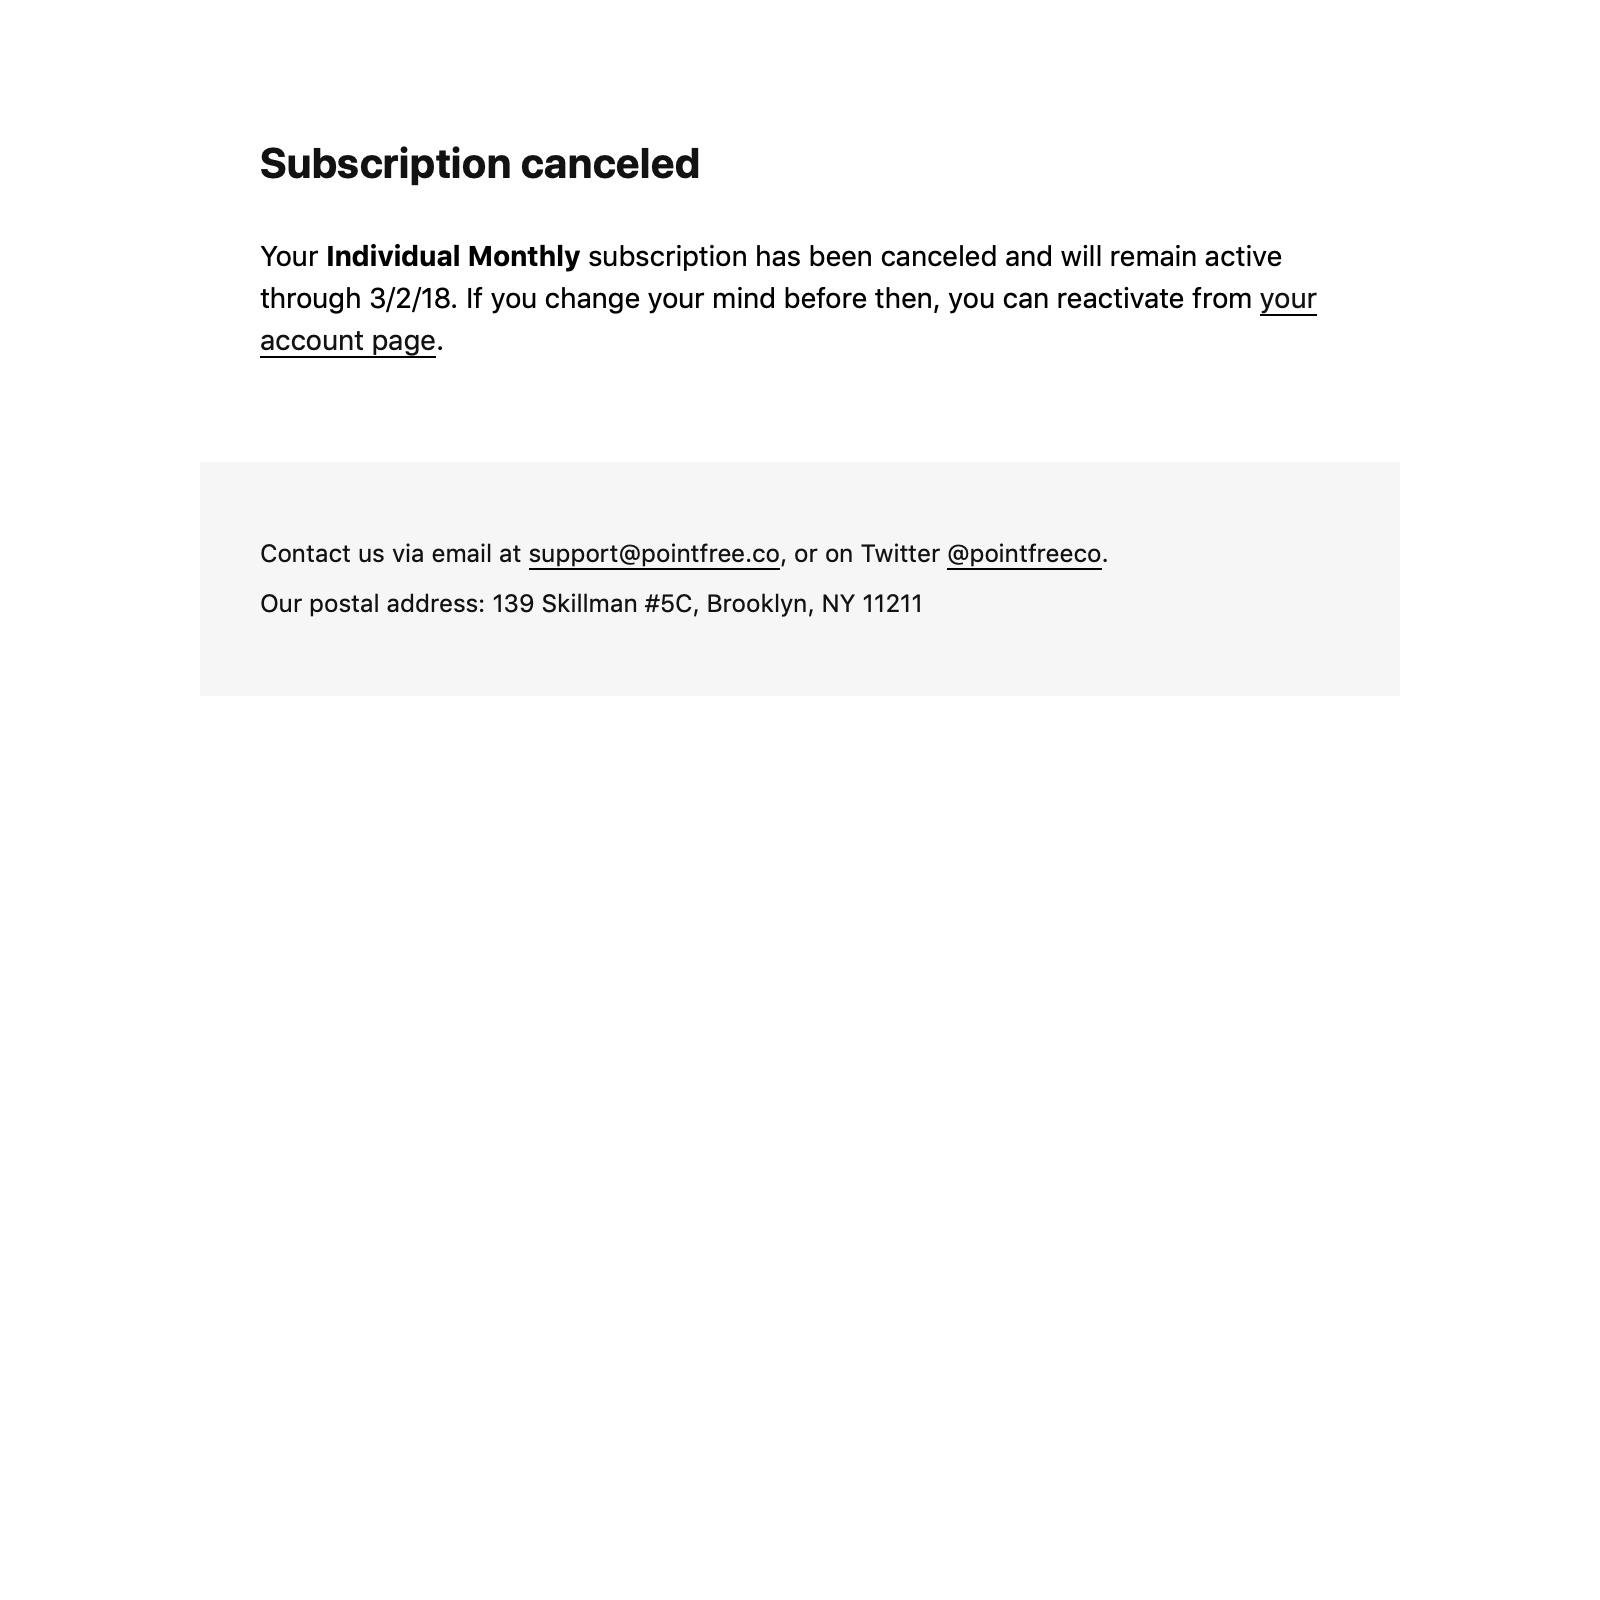 Subscription canceled
Your Individual Monthly subscription has been canceled and will remain active
through 3/2/18. If you change your mind before then, you can reactivate from your
account page.
Contact us via email at support@pointfree.co, or on Twitter @pointfreeco.
Our postal address: 139 Skillman #5C, Brooklyn, NY 11211